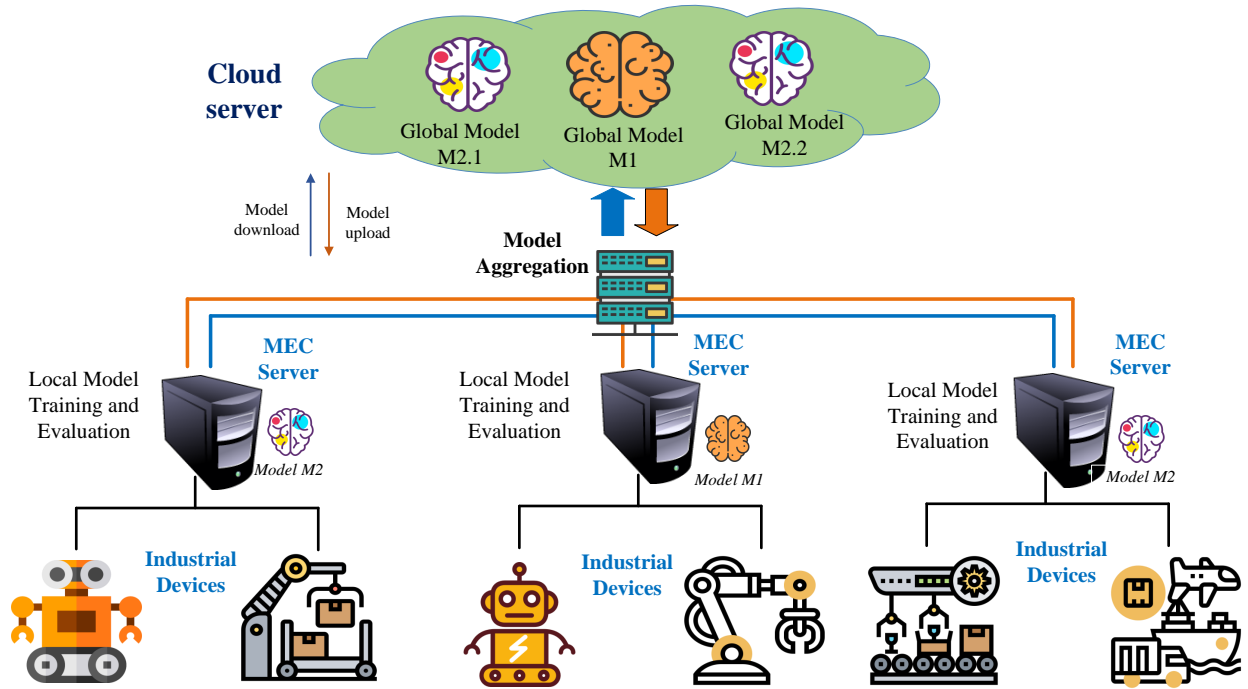 Cloud
server
Global Model
M2.1
Global Model
M1
Global Model
M2.2
Model
download
Model
upload
Model
Aggregation
MEC
Server
Local Model
Training and
Evaluation
Model M2
MEC
Server
Local Model
Training and
Evaluation
Model M1
MEC
Server
Local Model
Training and
Evaluation
Model M2
Industrial
Devices
Industrial
Devices
Industrial
Devices